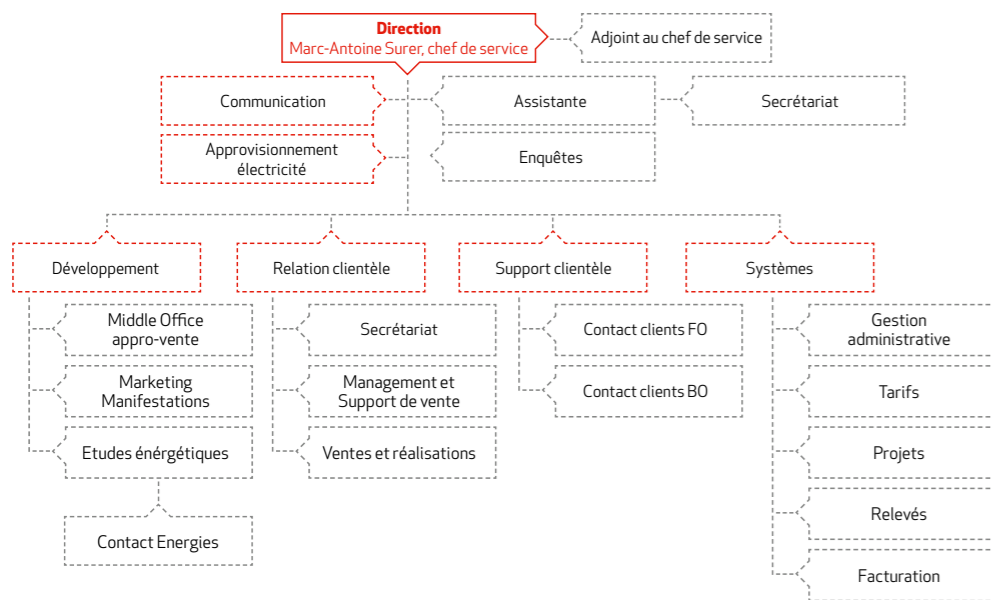 Direction
Marc-Antoine Surer, chef de service
Adjoint au chef de service
Communication
Assistante
Secrétariat
Approvisionnement
électricité
Enquêtes
Développement
Relation clientèle
Support clientèle
Systèmes
Middle Office
appro-vente
Marketing
Manifestations
Etudes énérgétiques
Contact Energies
Secrétariat
Management et
Support de vente
Ventes et réalisations
Contact clients FO
Contact clients BO
Gestion
administrative
Tarifs
Projets
Relevés
Facturation